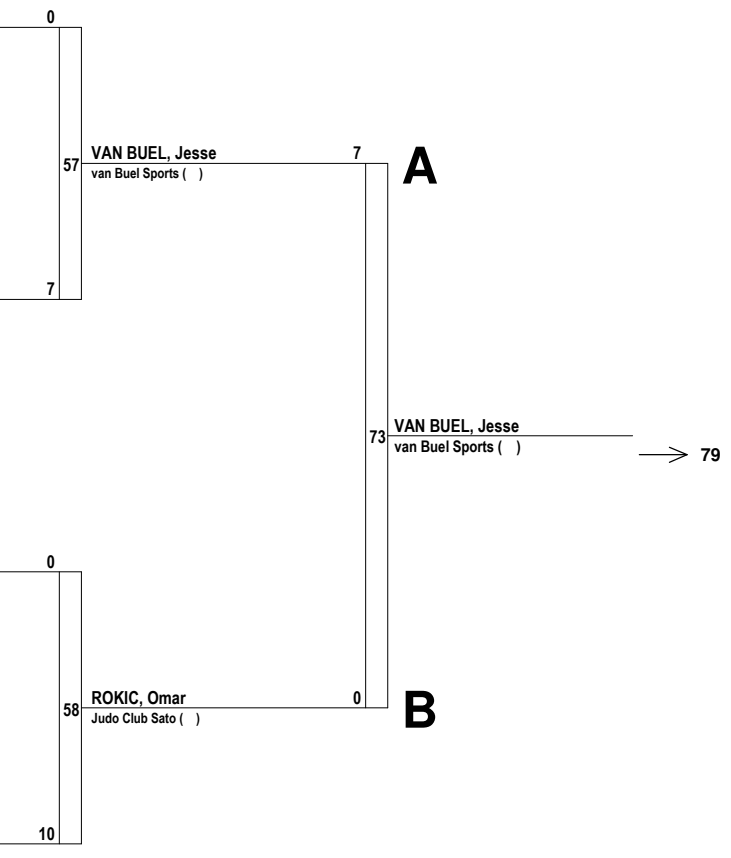 0
VAN BUEL, Jesse 7
57 A
van Buel Sports ( )
7
VAN BUEL, Jesse
73
van Buel Sports ( )
79
0
ROKIC, Omar 0
58 B
Judo Club Sato ( )
10